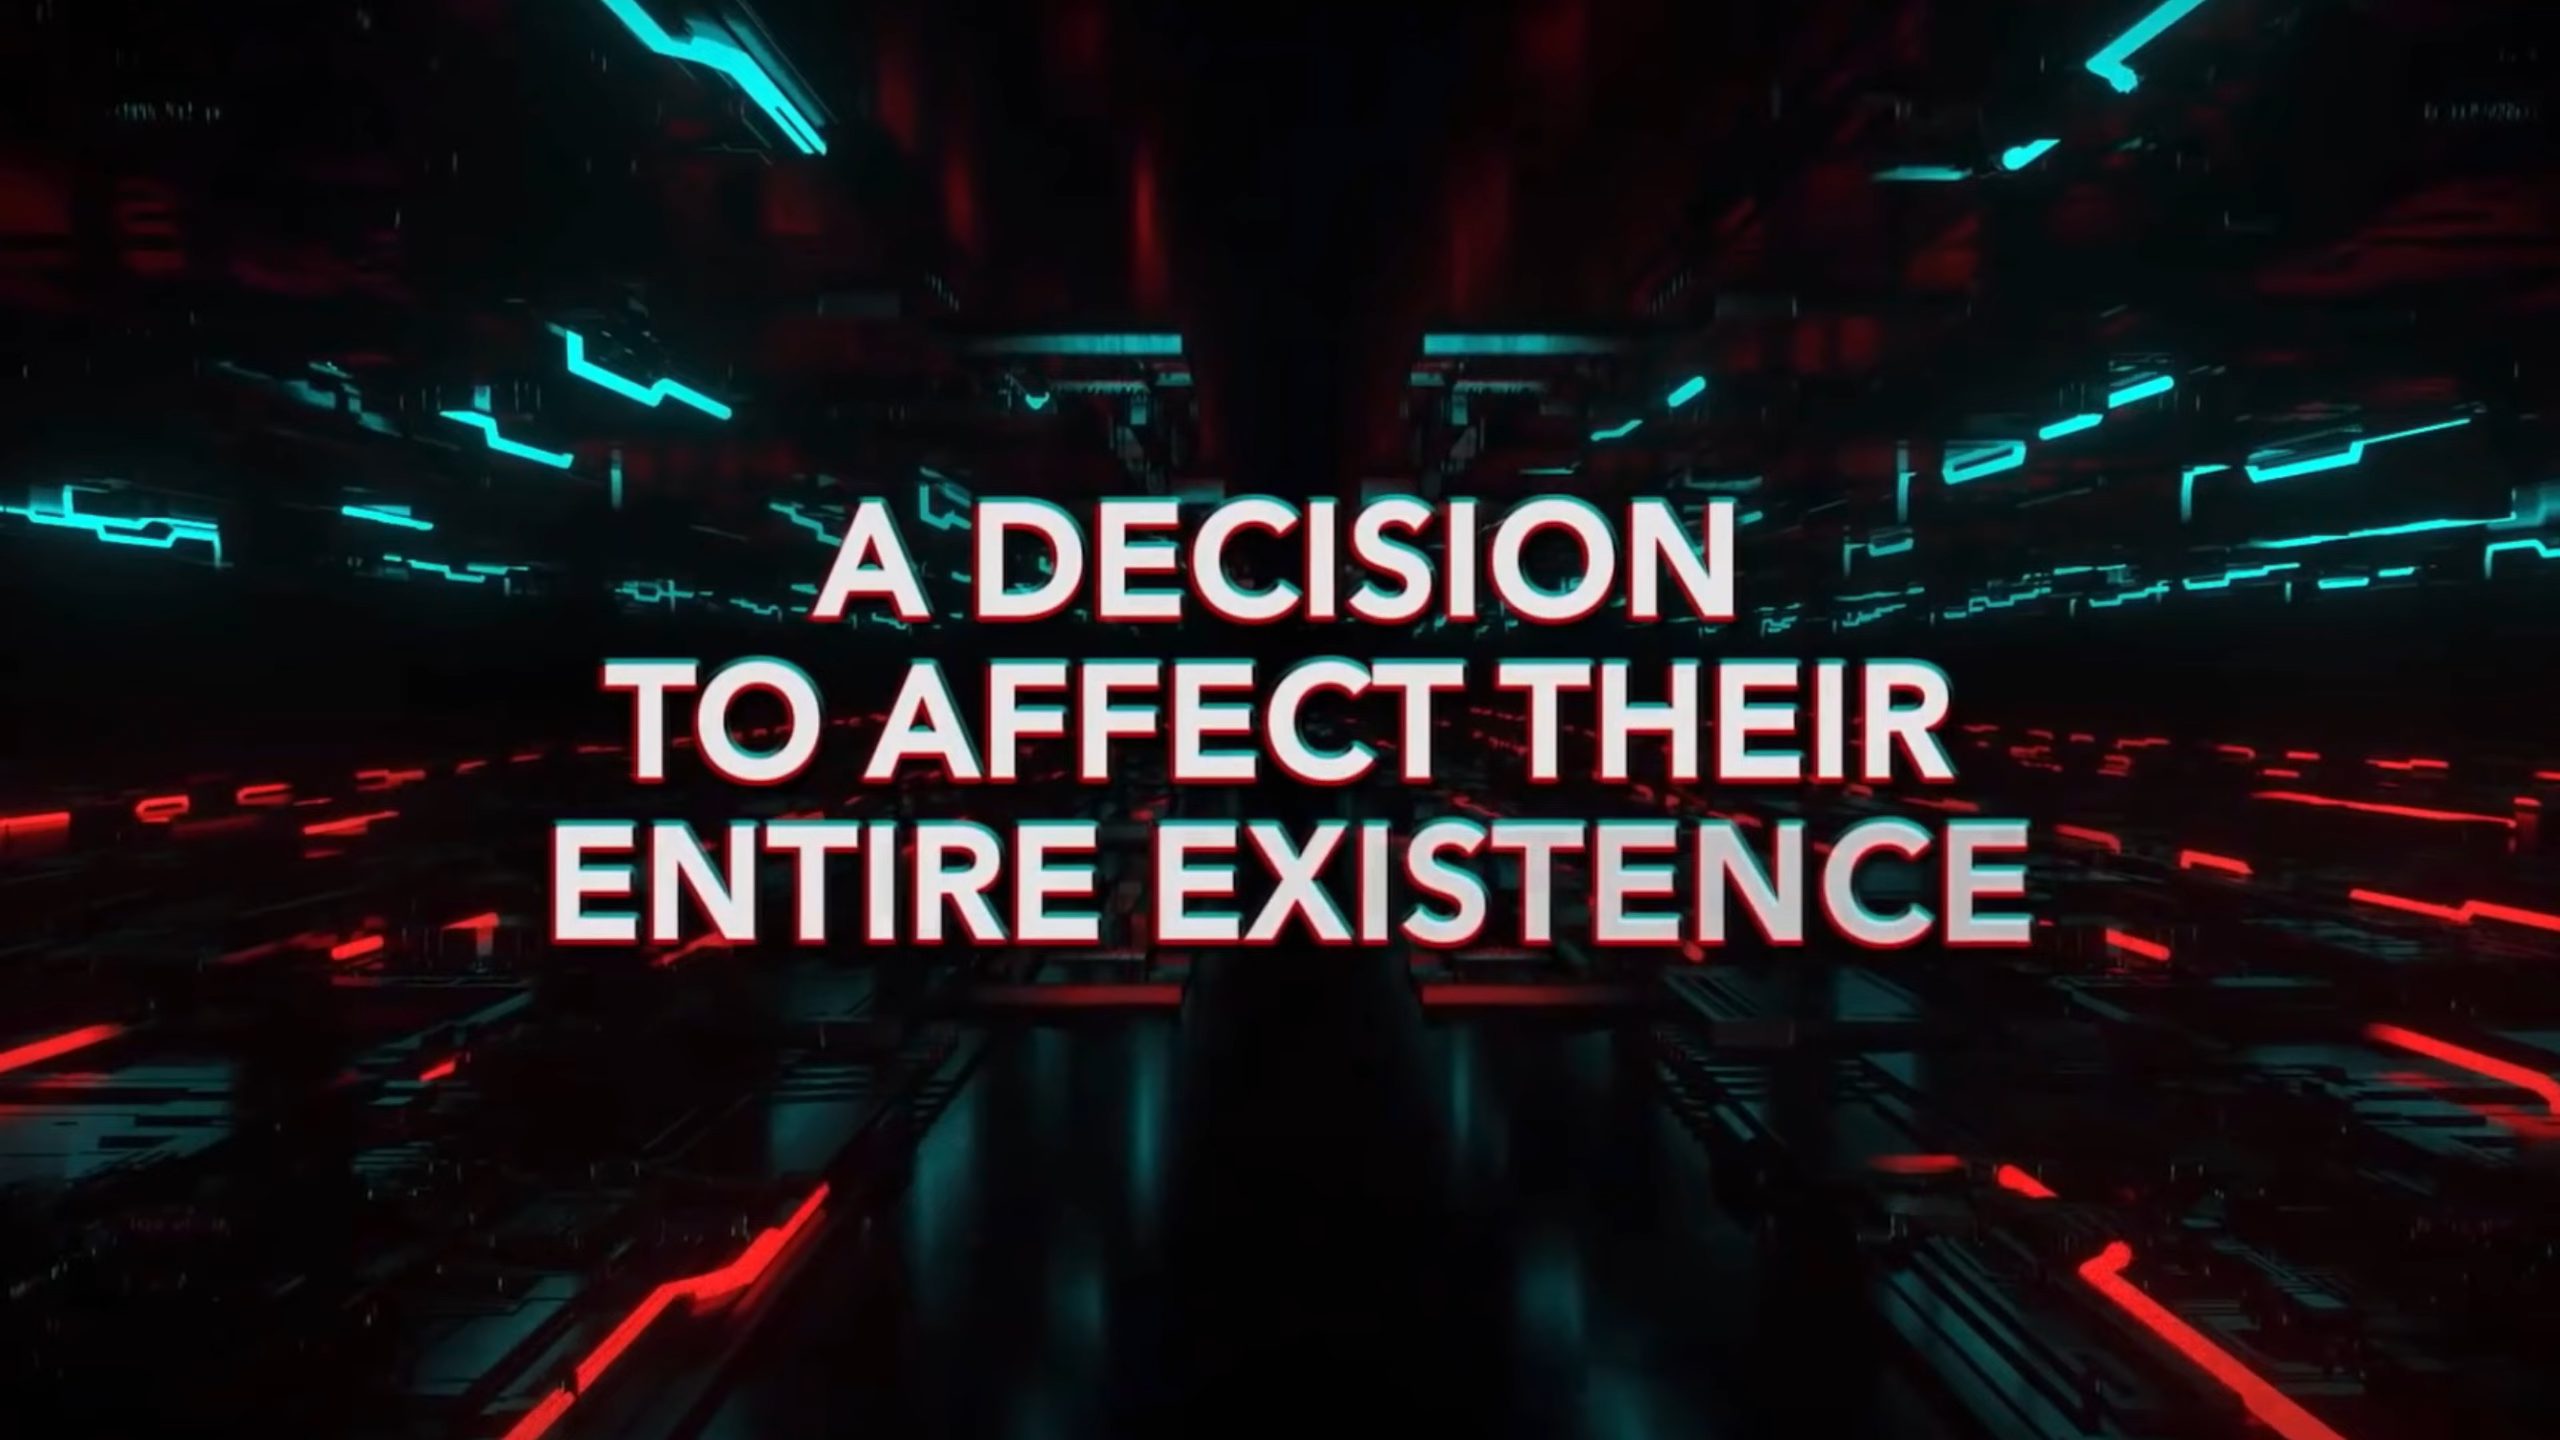 A DECISION
TO AFFECT THEIR
ENTIRE EXISTENCE